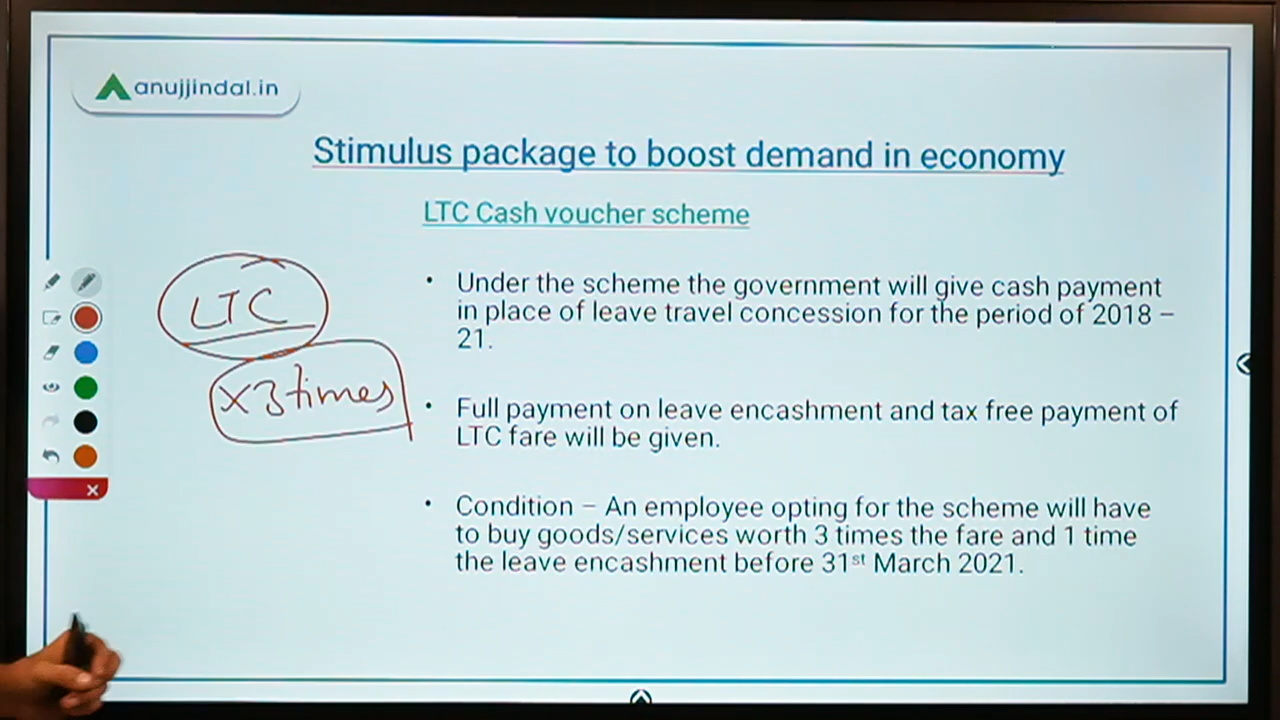 anujjindal.in
Stimulus package to boost demand in economy
LTC Cash voucher scheme
• Under the scheme the government will give cash payment
in place of leave travel concession for the period of 2018 –
21.
LTC
x3 times
• Full payment on leave encashment and tax free payment of
LTC fare will be given.
• Condition – An employee opting for the scheme will have
to buy goods/services worth 3 times the fare and 1 time
the leave encashment before 31st March 2021.